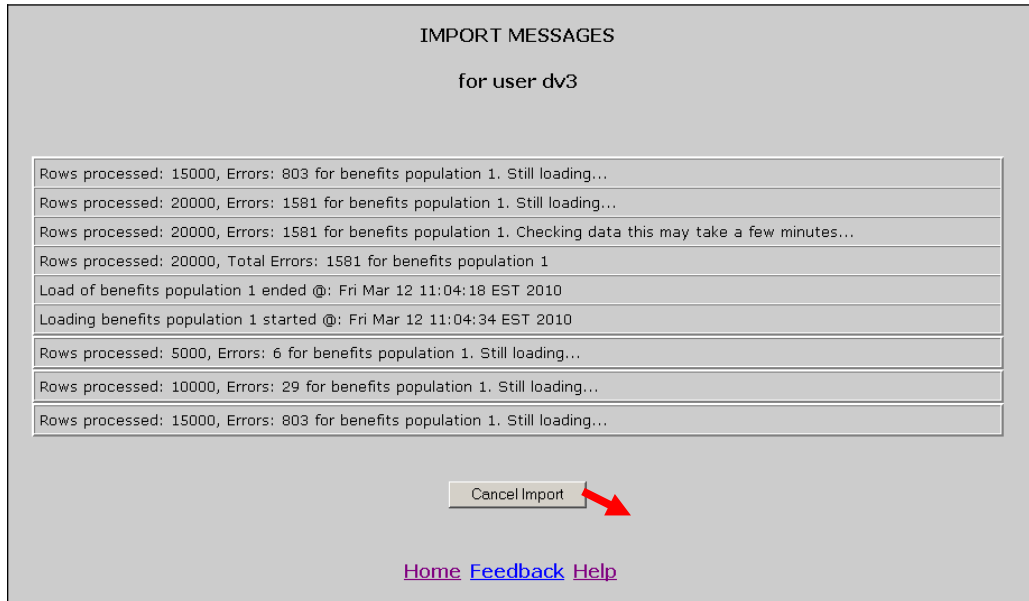 IMPORT MESSAGES
for user dv3
Rows processed: 15000, Errors: 803 for benefits population 1. Still loading...
Rows processed: 20000, Errors: 1581 for benefits population 1. Still loading...
Rows processed: 20000, Errors: 1581 for benefits population 1. Checking data this may take a few minutes...
Rows processed: 20000, Total Errors: 1581 for benefits population 1
Load of benefits population 1 ended @: Fri Mar 12 11:04:18 EST 2010
Loading benefits population 1 started @: Fri Mar 12 11:04:34 EST 2010
Rows processed: 5000, Errors: 6 for benefits population 1. Still loading...
Rows processed: 10000, Errors: 29 for benefits population 1. Still loading...
Rows processed: 15000, Errors: 803 for benefits population 1. Still loading...
Cancel Import
Home Feedback Help